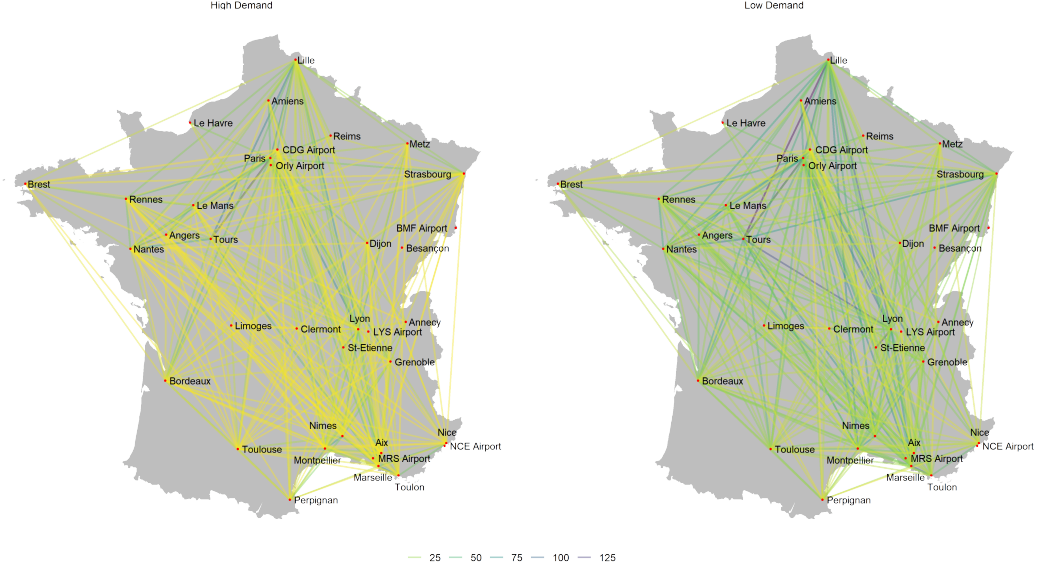 High Demand
Lille
Amiens
Le Havre
Reims
CDG Airport
Metz
Paris
Orly Airport
Strasbourg
Brest
Rennes
Le Mans
BMF Airport
Angers
Tours
Dijon
Nantes
Besançon
Lyon
Annecy
Limoges
Clermont
LYS Airport
St-Etienne
Grenoble
Bordeaux
Nimes
Nice
Aix
Toulouse
NCE Airport
Montpellier
MRS Airport
Marseille
Toulon
Perpignan
Low Demand
Lille
Amiens
Le Havre
Reims
CDG Airport
Metz
Paris
Orly Airport
Strasbourg
Brest
Rennes
Le Mans
BMF Airport
Angers
Tours
Dijon
Nantes
Besançon
Lyon
Annecy
Limoges
Clermont
LYS Airport
St-Etienne
Grenoble
Bordeaux
Nimes
Nice
Aix
Toulouse
NCE Airport
Montpellier
MRS Airport
Marseille
Toulon
Perpignan
25 50 75 100 125